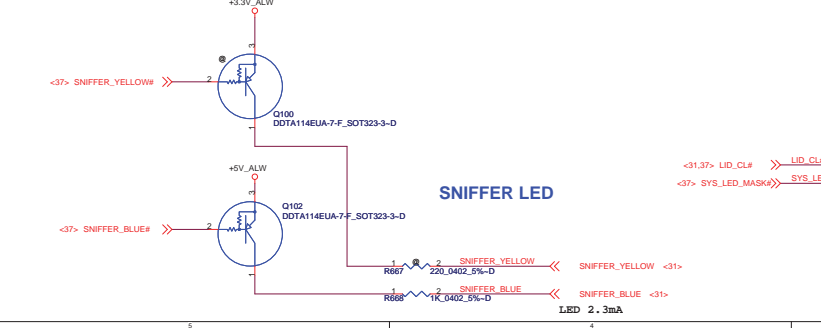 +3.3V_ALW
3
@
<37> SNIFFER_YELLOW#
2
Q100
DDTA114EUA-7-F_SOT323-3~D
1
+5V_ALW
3
Q102
DDTA114EUA-7-F_SOT323-3~D
<37> SNIFFER_BLUE#
2
1
SNIFFER LED
<31,37> LID_CL#
LID_CL
<37> SYS_LED_MASK#
SYS_LE
1 @ 2 SNIFFER_YELLOW
R667 220_0402_5%~D
SNIFFER_YELLOW <31>
1 2 SNIFFER_BLUE
R668 1K_0402_5%~D
SNIFFER_BLUE <31>
LED 2.3mA
5
4